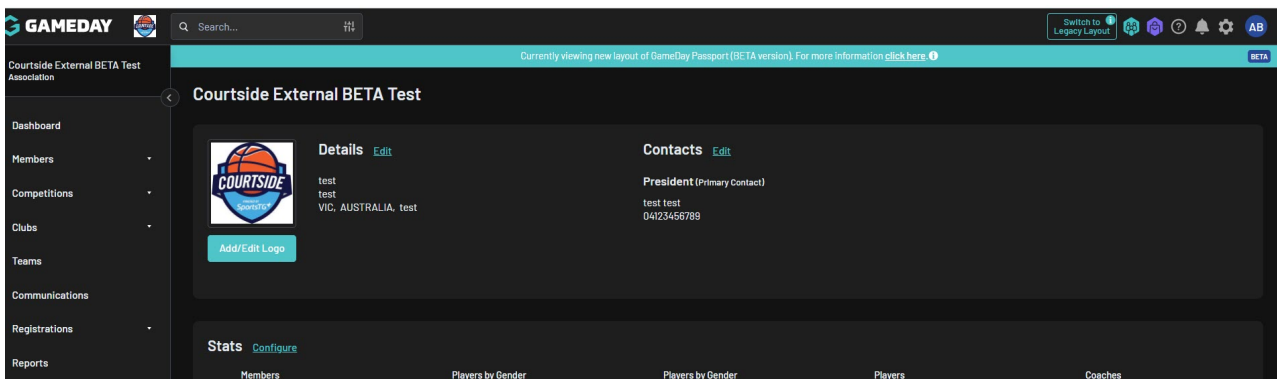 GAMEDAY
Search...
Switch to
Legacy Layout
AB
Currently viewing new layout of GameDay Passport (BETA version). For more information click here.
BETA
Courtside External BETA Test
Association
Dashboard
Members
Competitions
Clubs
Teams
Communications
Registrations
Reports
Courtside External BETA Test
COURTSIDE
SportsTG
Add/Edit Logo
Details Edit
test
test
VIC, AUSTRALIA, test
Contacts Edit
President (Primary Contact)
test test
04123456789
Stats Configure
Members Players by Gender Players by Gender Players Coaches